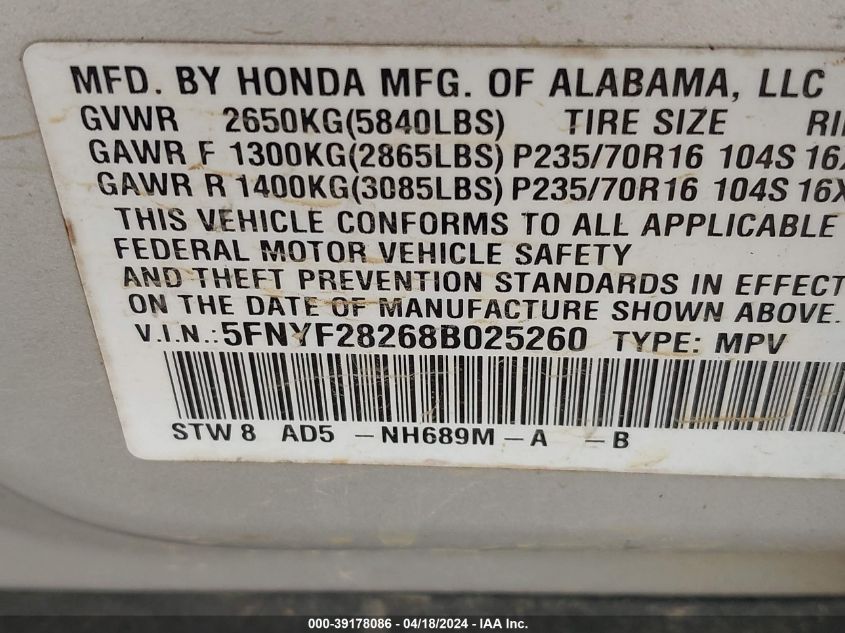 MFD. BY HONDA MFG. OF ALABAMA, LLC
GVWR 2650KG(5840LBS) TIRE SIZE
GAWR F 1300KG(2865LBS) P235/70R16 104S 16X
GAWR R 1400KG(3085LBS) P235/70R16 104S 16X
THIS VEHICLE CONFORMS TO ALL APPLICABLE
FEDERAL MOTOR VEHICLE SAFETY
AND THEFT PREVENTION STANDARDS IN EFFECT
ON THE DATE OF MANUFACTURE SHOWN ABOVE.
V.I.N.: 5FNYF28268B025260 TYPE: MPV
STW 8 AD5 -NH689M-A -B
000-39178086 - 04/18/2024 - IAA Inc.